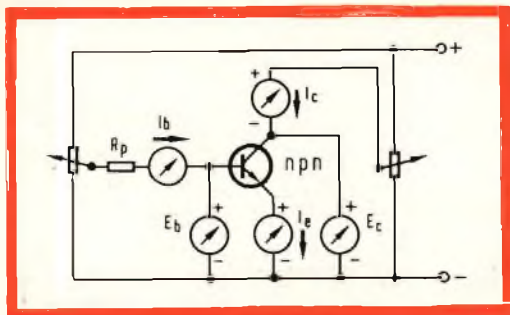 +
+ Ic
-
Ib
Rp
npn
+ + +
Eb Ie Ec
- - -
-